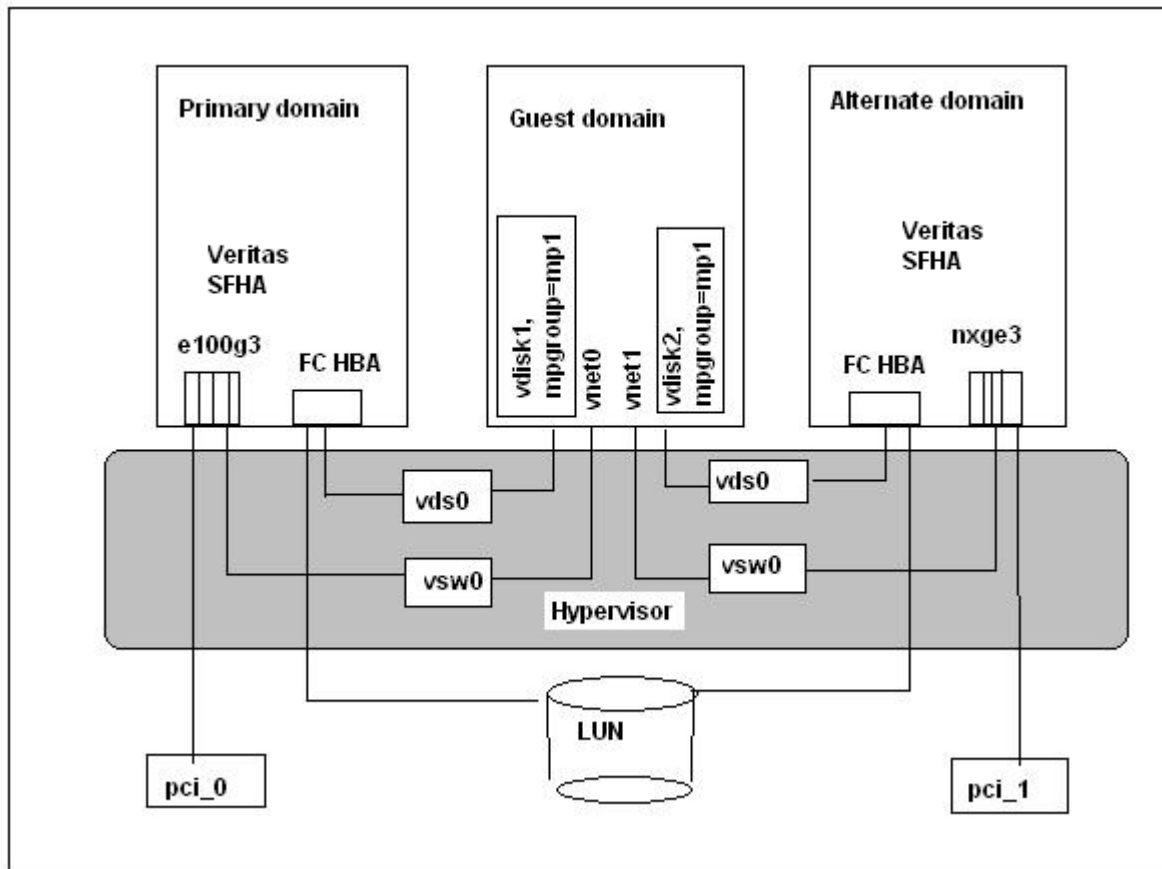 Primary domain
Guest domain
Alternate domain
Veritas
SFHA
Veritas
SFHA
e100g3
FC HBA
vdisk1,
mpgroup=mp1
vnet0
vnet1
vdisk2,
mpgroup=mp1
FC HBA
nxge3
vds0
vds0
vsw0
vsw0
Hypervisor
LUN
pci_0
pci_1